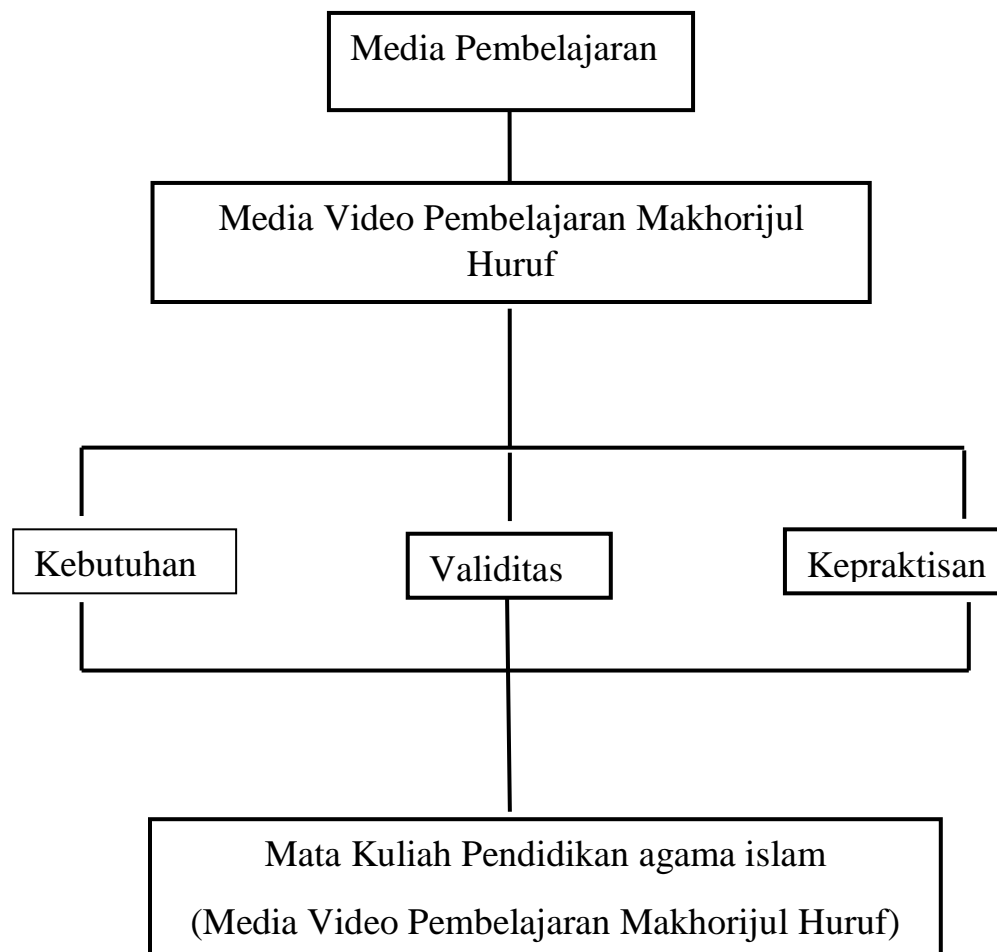 Media Pembelajaran
Media Video Pembelajaran Makhorijul
Huruf
Kebutuhan
Validitas
Kepraktisan
Mata Kuliah Pendidikan agama islam
(Media Video Pembelajaran Makhorijul Huruf)